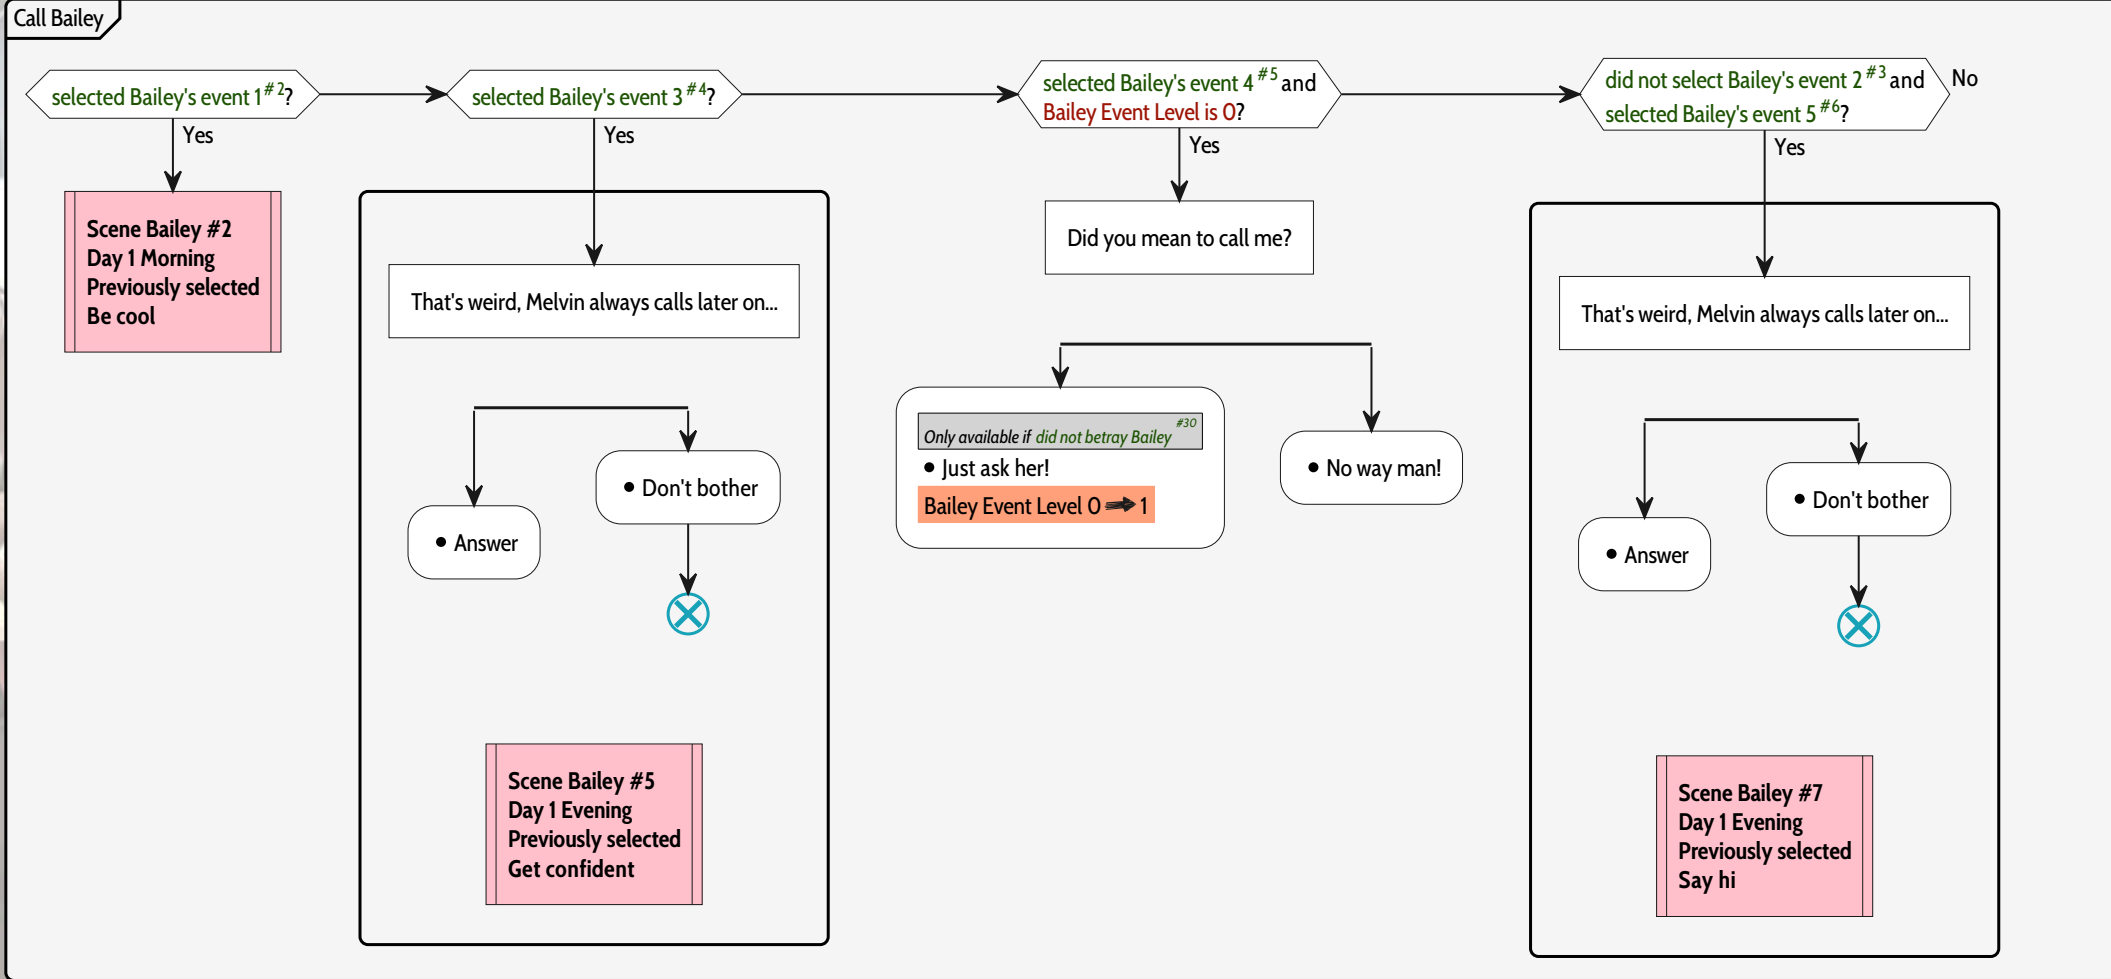 Call Bailey
selected Bailey's event 1 #2?
Yes
Scene Bailey #2
Day 1 Morning
Previously selected
Be cool
selected Bailey's event 3 #4?
Yes
That's weird, Melvin always calls later on...
• Answer
• Don't bother
Scene Bailey #5
Day 1 Evening
Previously selected
Get confident
selected Bailey's event 4 #5 and
Bailey Event Level is 0?
Yes
Did you mean to call me?
Only available if did not betray Bailey #30
• Just ask her!
Bailey Event Level 0 ⇒ 1
• No way man!
did not select Bailey's event 2 #3 and
selected Bailey's event 5 #6?
No
Yes
That's weird, Melvin always calls later on...
• Answer
• Don't bother
Scene Bailey #7
Day 1 Evening
Previously selected
Say hi